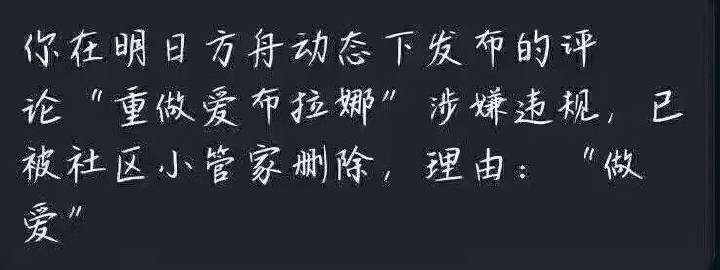 你在明日方舟动态下发布的评
论“重做爱布拉娜”涉嫌违规，已
被社区小管家删除，理由：“做
爱”